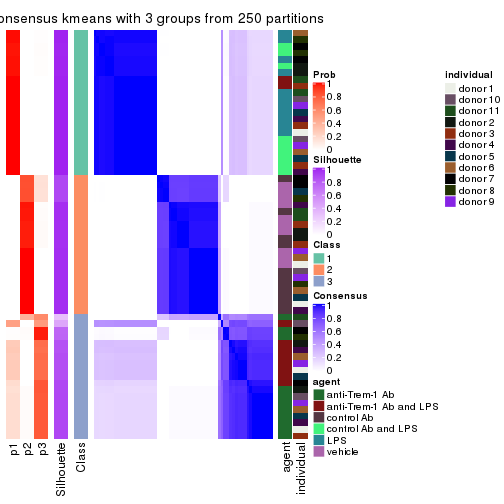 onsensus kmeans with 3 groups from 250 partitions
Prob
1
0.8
0.6
0.4
0.2
0
Silhouette
1
0.8
0.6
0.4
0.2
0
Class
1
2
3
Consensus
1
0.8
0.6
0.4
0.2
0
agent
anti-Trem-1 Ab
anti-Trem-1 Ab and LPS
control Ab
control Ab and LPS
LPS
vehicle
individual
donor 1
donor 10
donor 11
donor 2
donor 3
donor 4
donor 5
donor 6
donor 7
donor 8
donor 9
p1
p2
p3
Silhouette
Class
agent
individual